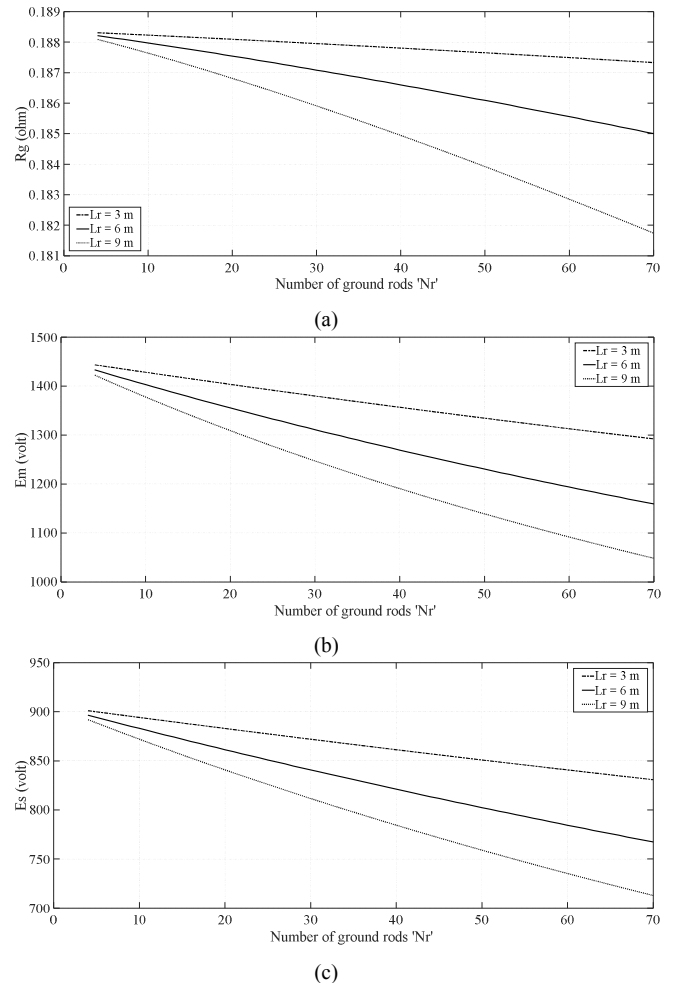 0.189
0.188
0.187
0.186
0.185
0.184
0.183
0.182
0.181
Rg (ohm)
Lr = 3 m
Lr = 6 m
Lr = 9 m
0 10 20 30 40 50 60 70
Number of ground rods 'Nr'
(a)
1500
1400
1300
1200
1100
1000
Em (volt)
Lr = 3 m
Lr = 6 m
Lr = 9 m
0 10 20 30 40 50 60 70
Number of ground rods 'Nr'
(b)
950
900
850
800
750
700
Es (volt)
Lr = 3 m
Lr = 6 m
Lr = 9 m
0 10 20 30 40 50 60 70
Number of ground rods 'Nr'
(c)